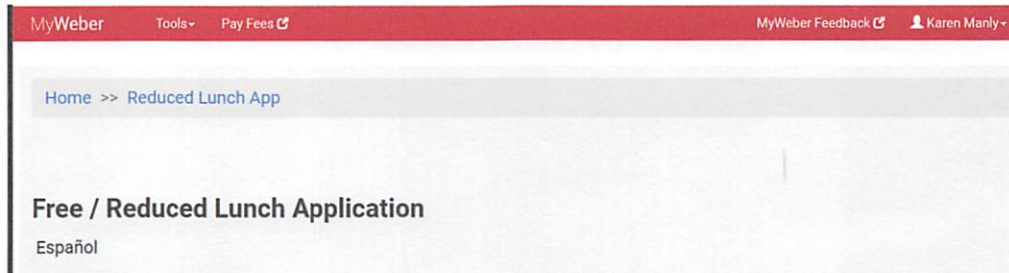 MyWeber Tools Pay Fees MyWeber Feedback Karen Manly
Home >> Reduced Lunch App
Free / Reduced Lunch Application
Español